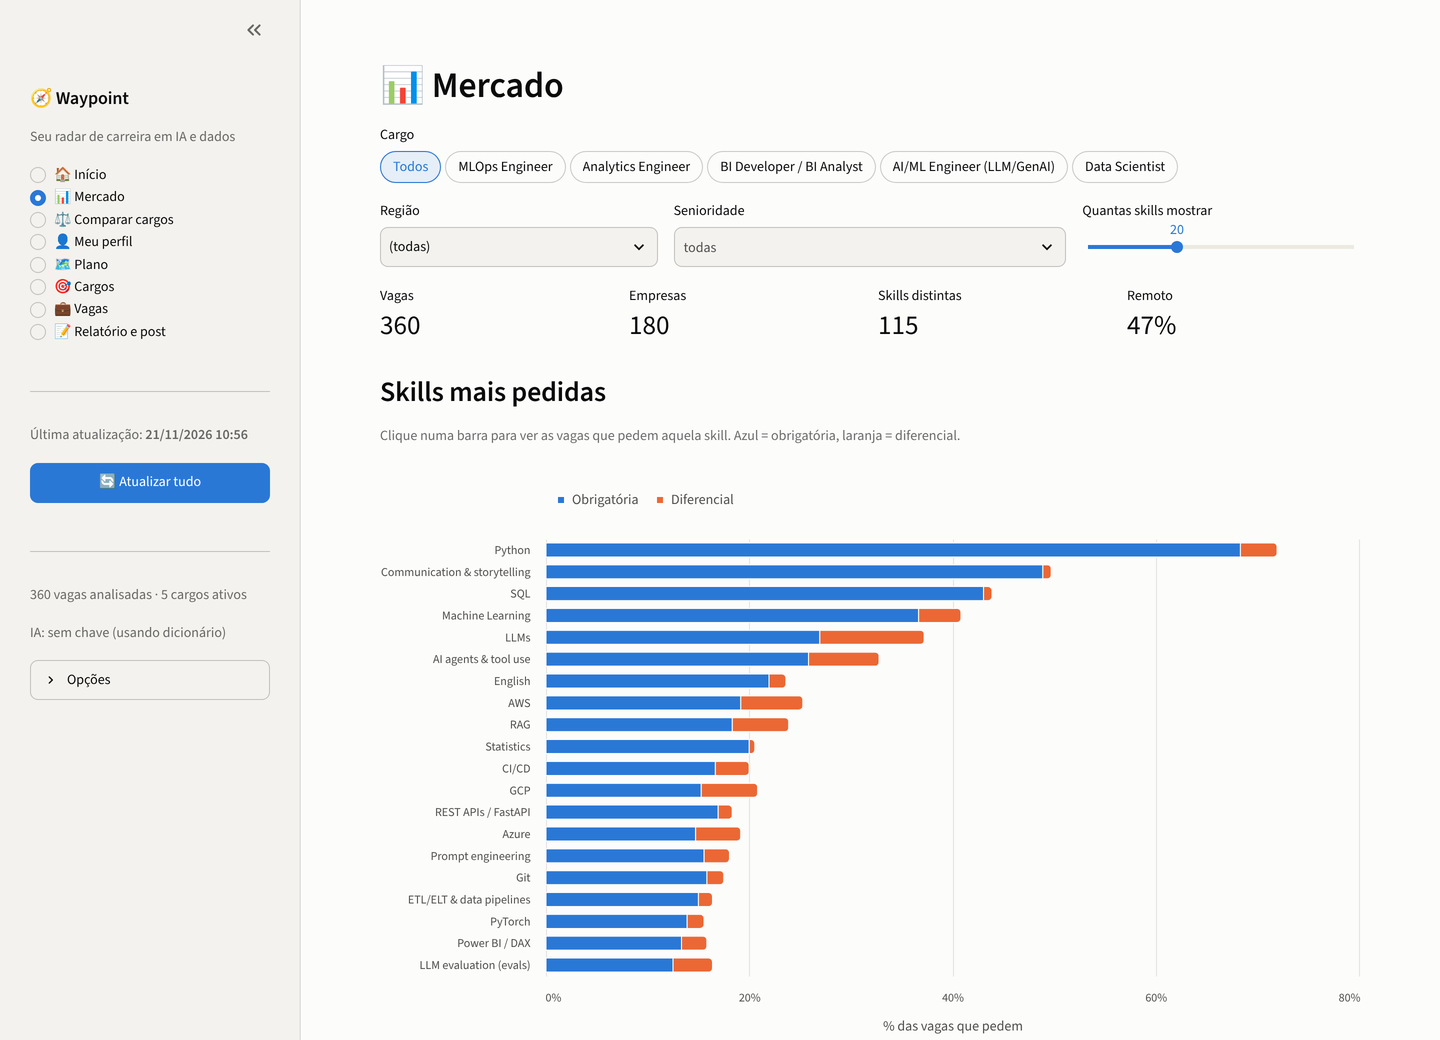 Waypoint
Seu radar de carreira em IA e dados
Início
Mercado
Comparar cargos
Meu perfil
Plano
Cargos
Vagas
Relatório e post
Última atualização: 21/11/2026 10:56
Atualizar tudo
360 vagas analisadas · 5 cargos ativos
IA: sem chave (usando dicionário)
Opções
Mercado
Cargo
Todos MLOps Engineer Analytics Engineer BI Developer / BI Analyst AI/ML Engineer (LLM/GenAI) Data Scientist
Região Senioridade Quantas skills mostrar
20
(todas) todas
Vagas Empresas Skills distintas Remoto
360 180 115 47%
Skills mais pedidas
Clique numa barra para ver as vagas que pedem aquela skill. Azul = obrigatória, laranja = diferencial.
Obrigatória Diferencial
Python
Communication & storytelling
SQL
Machine Learning
LLMs
AI agents & tool use
English
AWS
RAG
Statistics
CI/CD
GCP
REST APIs / FastAPI
Azure
Prompt engineering
Git
ETL/ELT & data pipelines
PyTorch
Power BI / DAX
LLM evaluation (evals)
0% 20% 40% 60% 80%
% das vagas que pedem